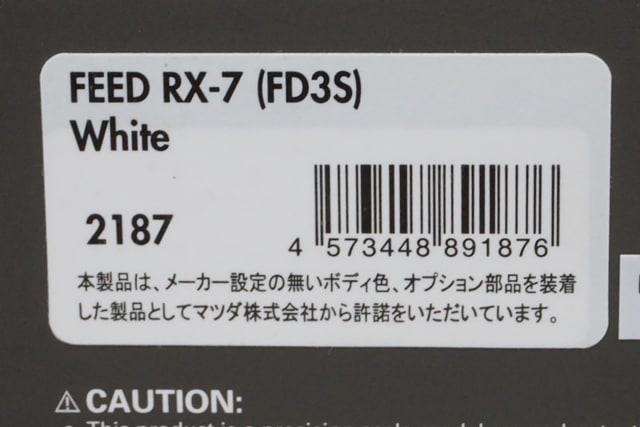 FEED RX-7 (FD3S)
White
2187
4 573448 891876
本製品は、メーカー設定の無いボディ色、オプション部品を装着
した製品としてマツダ株式会社から許諾をいただいています。
⚠ CAUTION: